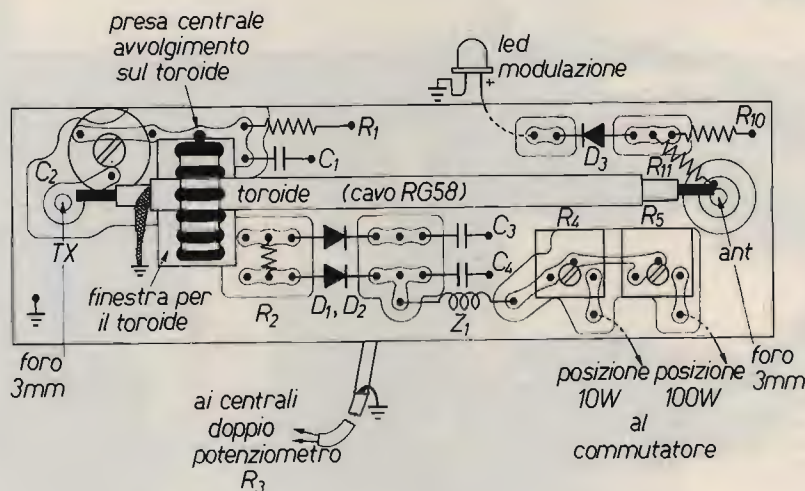 presa centrale
avvolgimento
sul toroide
led
modulazione
+
R1
C1
D3
R10
R11
C2
toroide (cavo RG58)
TX
ant
C3
C4
R4
R5
finestra per
il toroide
R2
D1, D2
Z1
foro
3mm
posizione
10W
posizione
100W
al
commutatore
foro
3mm
ai centrali
doppio
potenziometro
R3